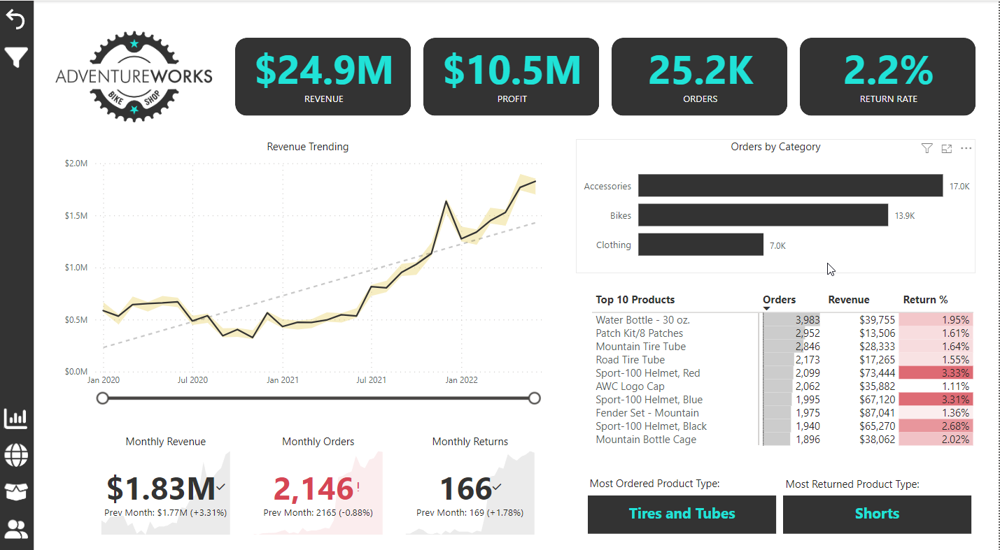 ADVENTUREWORKS
BIKE SHOP
$24.9M
REVENUE
$10.5M
PROFIT
25.2K
ORDERS
2.2%
RETURN RATE
Revenue Trending
$2.0M
$1.5M
$1.0M
$0.5M
$0.0M
Jan 2020 Jul 2020 Jan 2021 Jul 2021 Jan 2022
Orders by Category
Accessories 17.0K
Bikes 13.9K
Clothing 7.0K
Top 10 Products Orders Revenue Return %
Water Bottle - 30 oz. 3,983 $39,755 1.95%
Patch Kit/8 Patches 2,952 $13,506 1.61%
Mountain Tire Tube 2,846 $28,333 1.64%
Road Tire Tube 2,173 $17,265 1.55%
Sport-100 Helmet, Red 2,099 $73,444 3.33%
AWC Logo Cap 2,062 $35,882 1.11%
Sport-100 Helmet, Blue 1,995 $67,120 3.31%
Fender Set - Mountain 1,975 $87,041 1.36%
Sport-100 Helmet, Black 1,940 $65,270 2.68%
Mountain Bottle Cage 1,896 $38,062 2.02%
Monthly Revenue
$1.83M
Prev Month: $1.77M (+3.31%)
Monthly Orders
2,146!
Prev Month: 2165 (-0.88%)
Monthly Returns
166
Prev Month: 169 (+1.78%)
Most Ordered Product Type:
Tires and Tubes
Most Returned Product Type:
Shorts